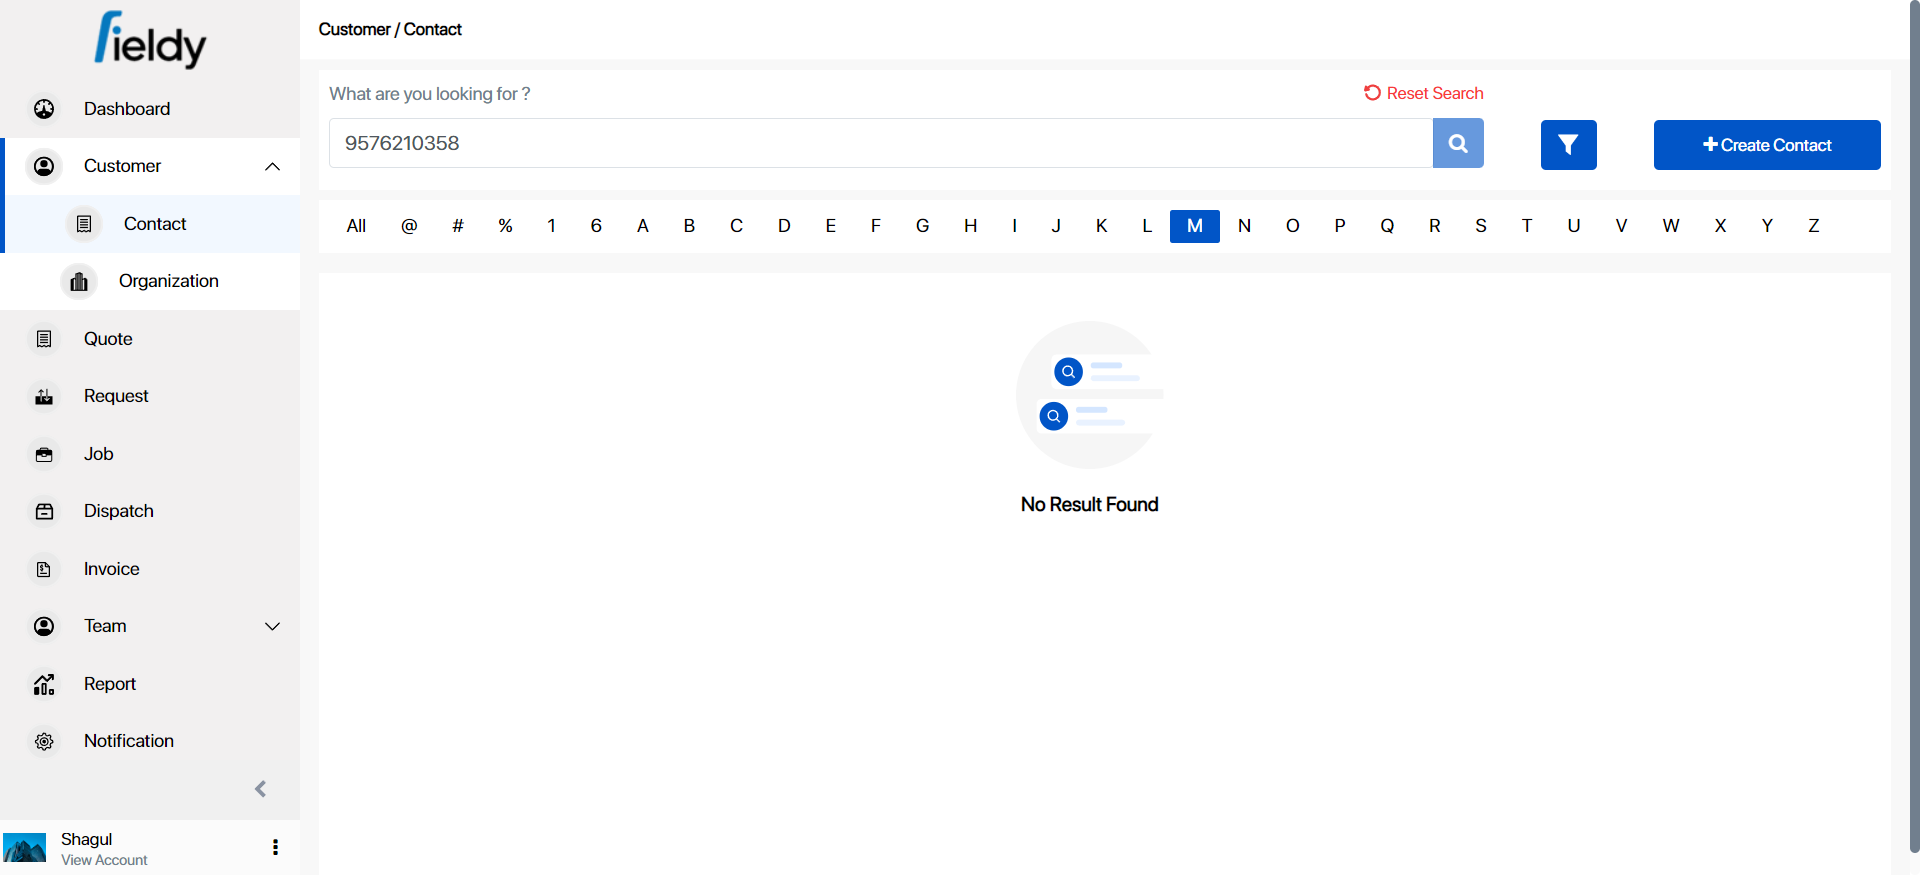 fieldy
Dashboard
Customer
Contact
Organization
Quote
Request
Job
Dispatch
Invoice
Team
Report
Notification
Shagul
View Account
Customer / Contact
What are you looking for ?
Reset Search
9576210358
Create Contact
All @ # % 1 6 A B C D E F G H I J K L M N O P Q R S T U V W X Y Z
No Result Found